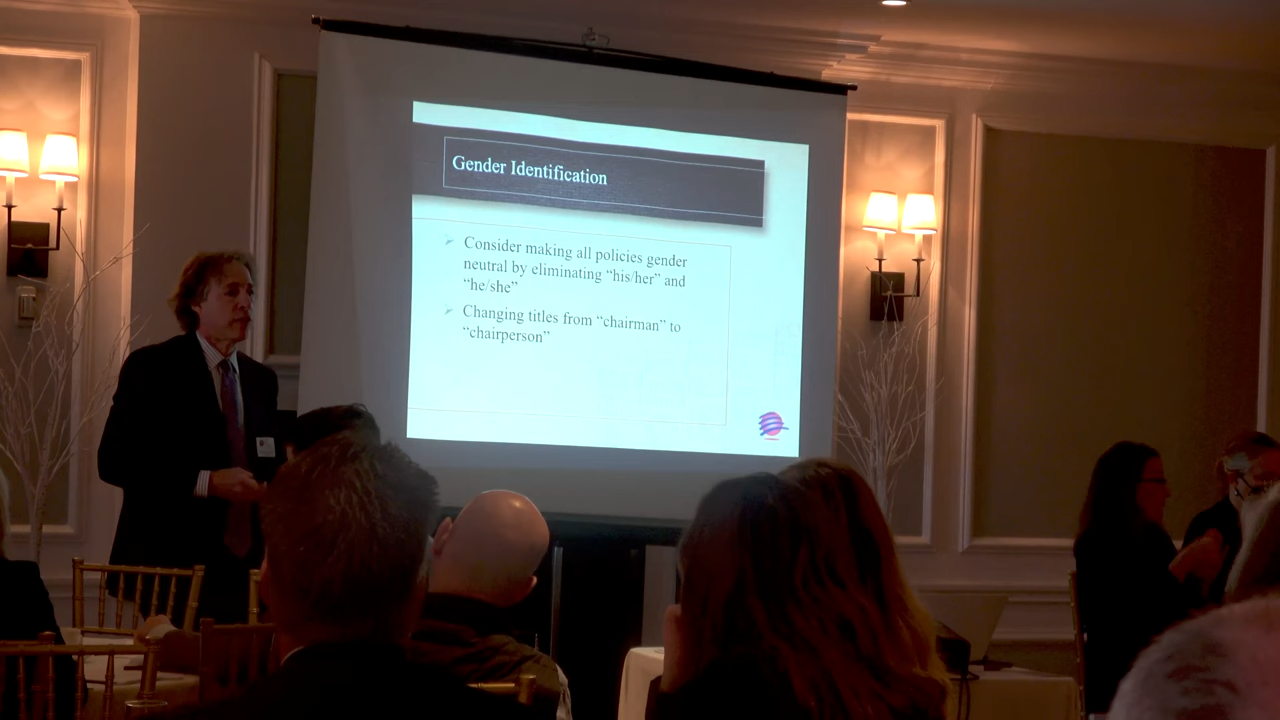 Gender Identification
Consider making all policies gender
neutral by eliminating “his/her” and
“he/she”
Changing titles from “chairman” to
“chairperson”